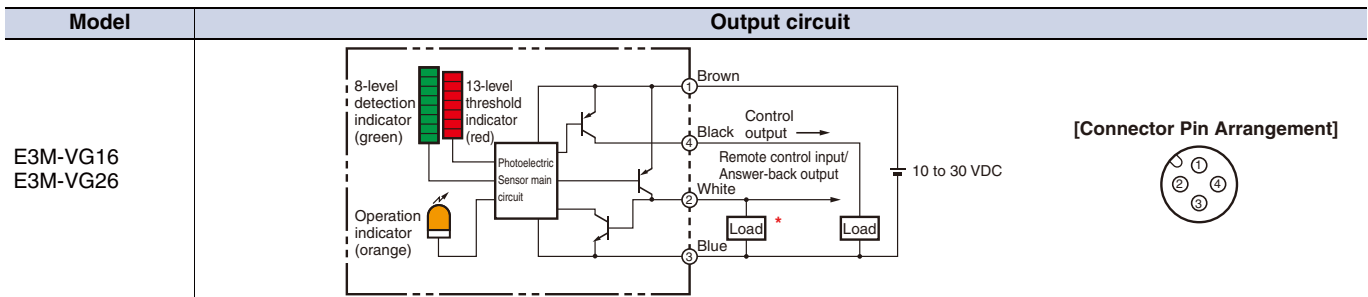 Model
Output circuit
E3M-VG16
E3M-VG26
8-level
detection
indicator
(green)
13-level
threshold
indicator
(red)
Photoelectric
Sensor main
circuit
Operation
indicator
(orange)
1
Brown
Control
output
4
Black
Remote control input/
Answer-back output
2
White
Load
*
Load
3
Blue
10 to 30 VDC
[Connector Pin Arrangement]
1
2
4
3